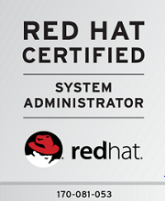 RED HAT
CERTIFIED
SYSTEM
ADMINISTRATOR
redhat.
170-081-053